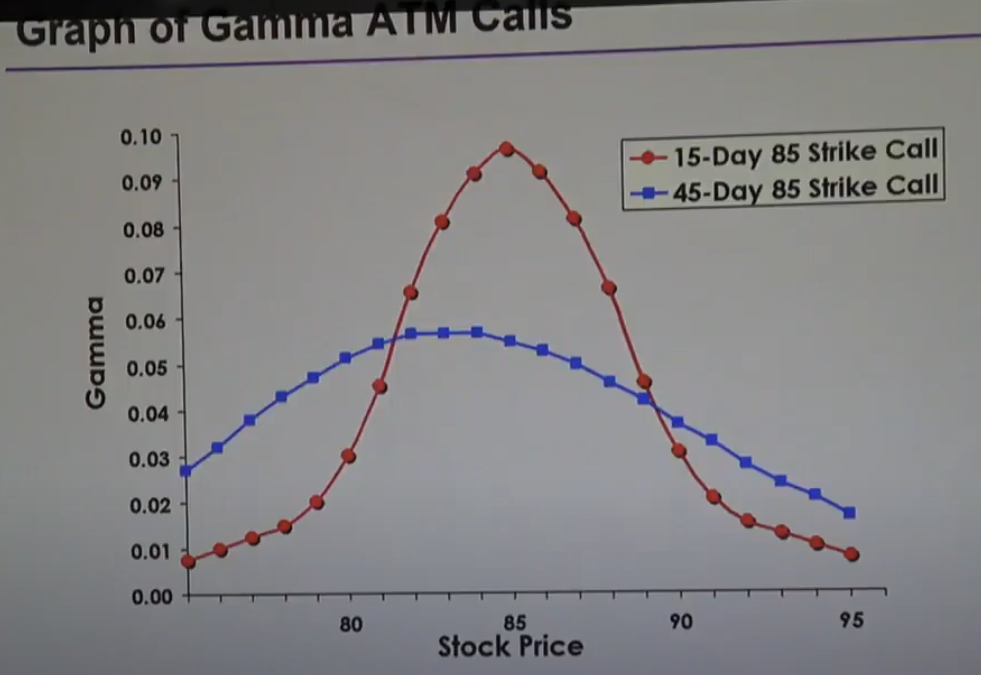 Graph of Gamma ATM Calls
0.10
0.09
0.08
0.07
0.06
0.05
0.04
0.03
0.02
0.01
0.00
Gamma
15-Day 85 Strike Call
45-Day 85 Strike Call
80 85 90 95
Stock Price